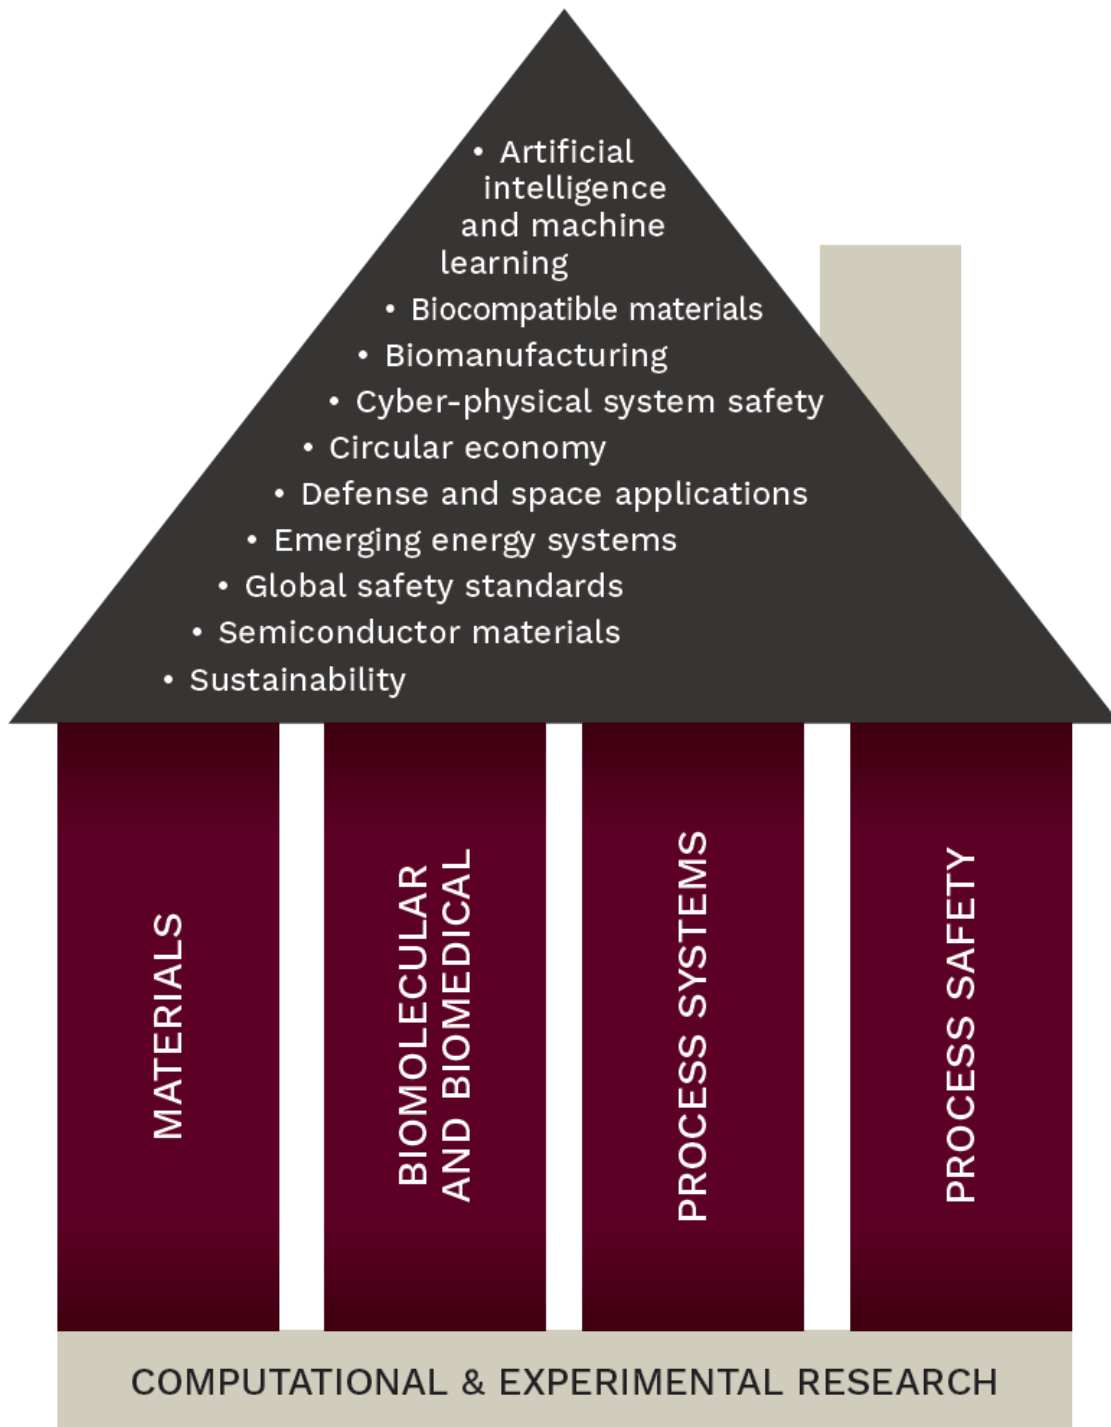 • Artificial
intelligence
and machine
learning
• Biocompatible materials
• Biomanufacturing
• Cyber-physical system safety
• Circular economy
• Defense and space applications
• Emerging energy systems
• Global safety standards
• Semiconductor materials
• Sustainability
MATERIALS
BIOMOLECULAR
AND BIOMEDICAL
PROCESS SYSTEMS
PROCESS SAFETY
COMPUTATIONAL & EXPERIMENTAL RESEARCH